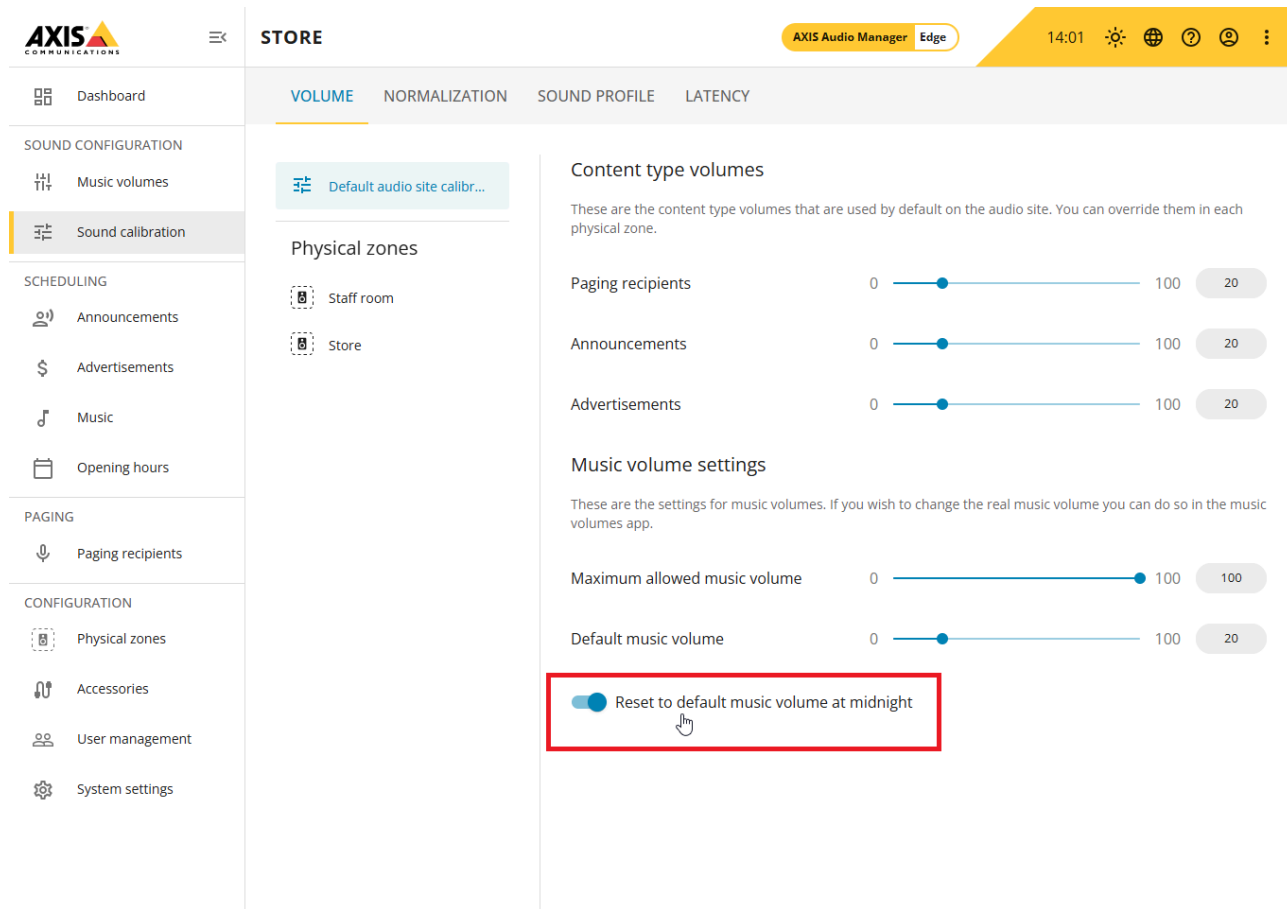 AXIS
COMMUNICATIONS
STORE
AXIS Audio Manager Edge
14:01
Dashboard
SOUND CONFIGURATION
Music volumes
Sound calibration
SCHEDULING
Announcements
Advertisements
Music
Opening hours
PAGING
Paging recipients
CONFIGURATION
Physical zones
Accessories
User management
System settings
VOLUME NORMALIZATION SOUND PROFILE LATENCY
Default audio site calibr...
Physical zones
Staff room
Store
Content type volumes
These are the content type volumes that are used by default on the audio site. You can override them in each
physical zone.
Paging recipients 0 100 20
Announcements 0 100 20
Advertisements 0 100 20
Music volume settings
These are the settings for music volumes. If you wish to change the real music volume you can do so in the music
volumes app.
Maximum allowed music volume 0 100 100
Default music volume 0 100 20
Reset to default music volume at midnight